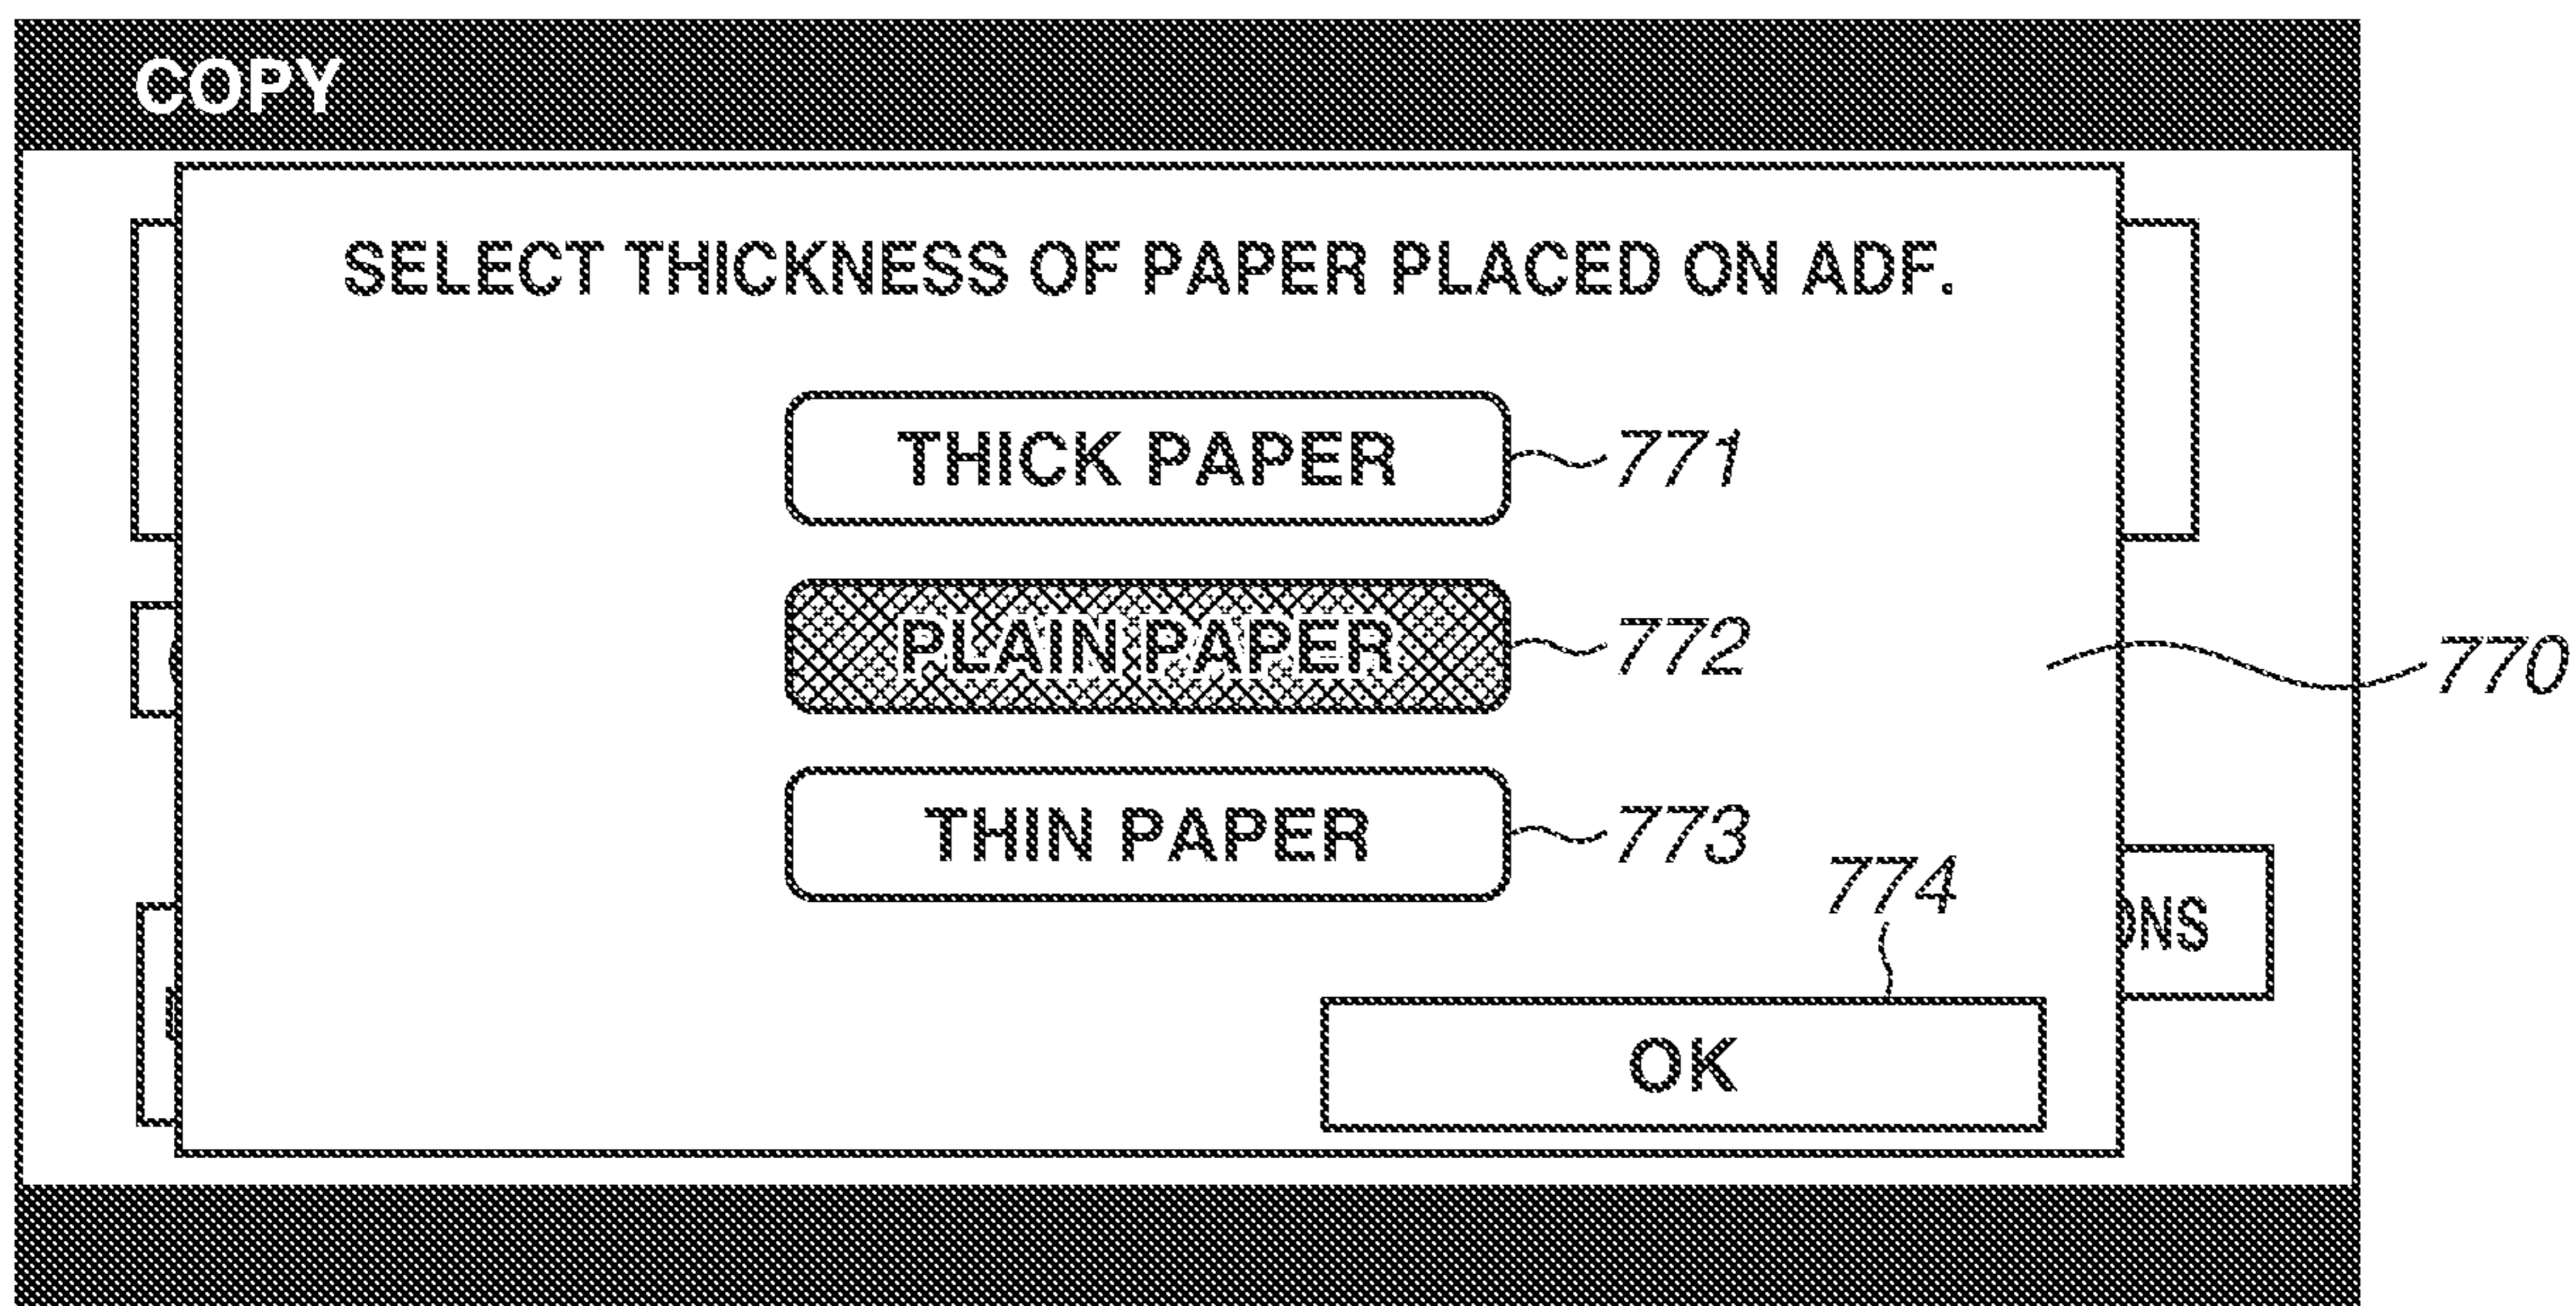 COPY
SELECT THICKNESS OF PAPER PLACED ON ADF.
THICK PAPER 771
PLAIN PAPER 772
770
THIN PAPER 773
774
ONS
OK